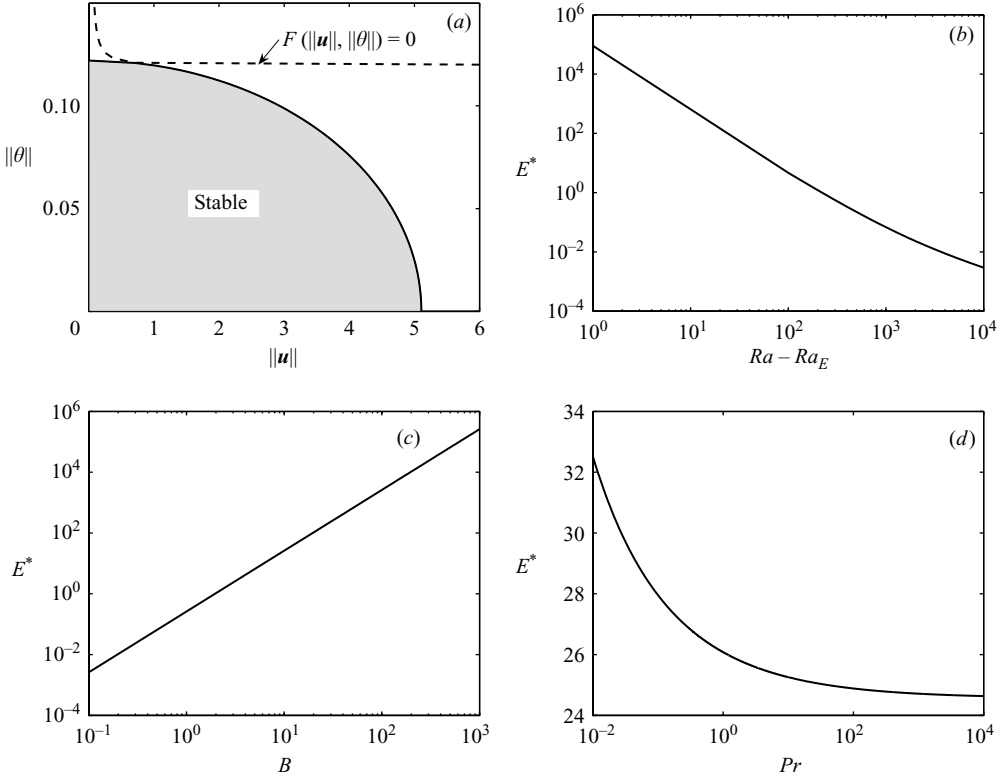 (a)
F (||u||, ||θ||) = 0
0.10
||θ||
0.05
Stable
0 1 2 3 4 5 6
||u||
(b)
10^6
10^4
10^2
E^*
10^0
10^–2
10^–4
10^0 10^1 10^2 10^3 10^4
Ra – Ra_E
(c)
10^6
10^4
10^2
E^*
10^0
10^–2
10^–4
10^–1 10^0 10^1 10^2 10^3
B
(d)
34
32
30
E^*
28
26
24
10^–2 10^0 10^2 10^4
Pr